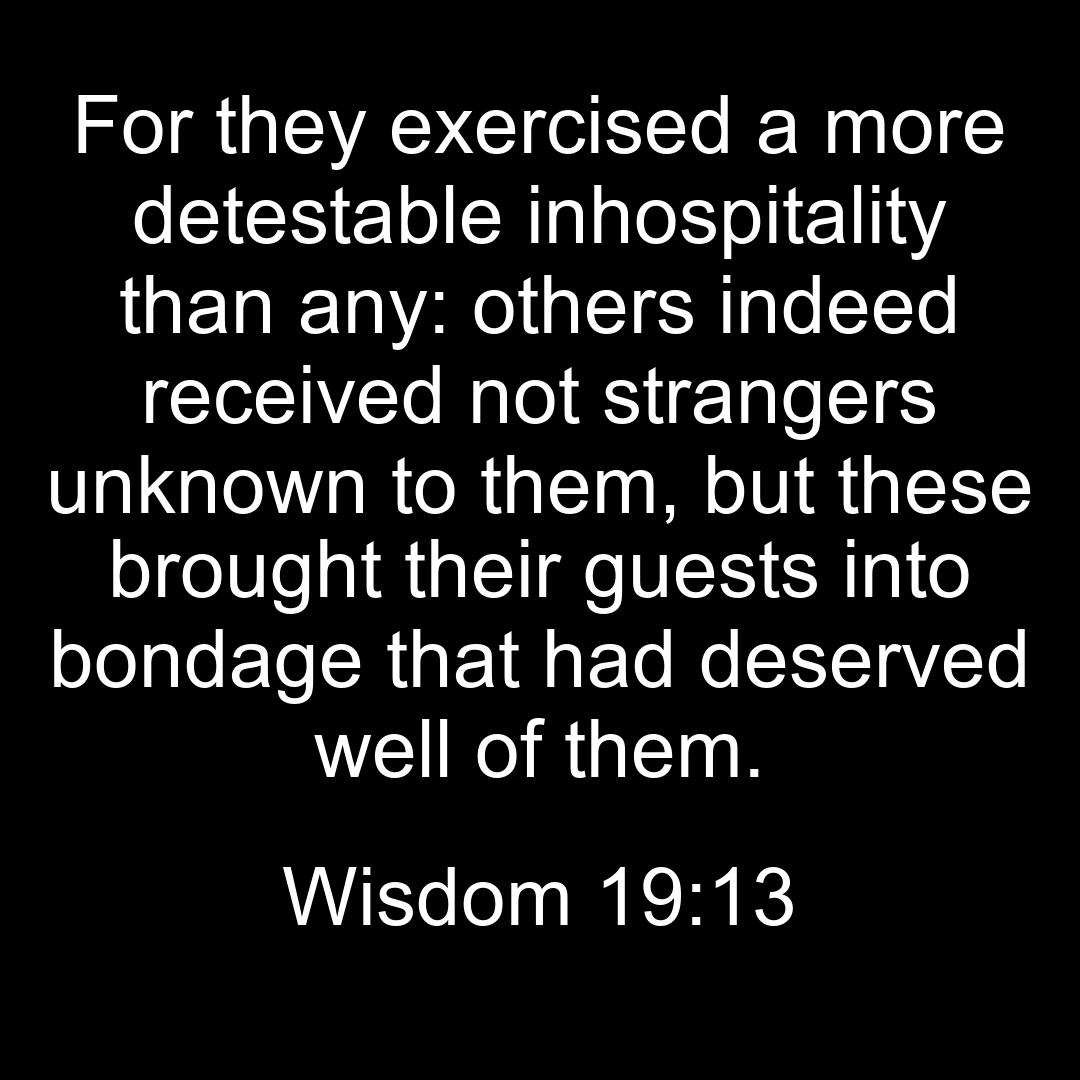 For they exercised a more
detestable inhospitality
than any: others indeed
received not strangers
unknown to them, but these
brought their guests into
bondage that had deserved
well of them.
Wisdom 19:13